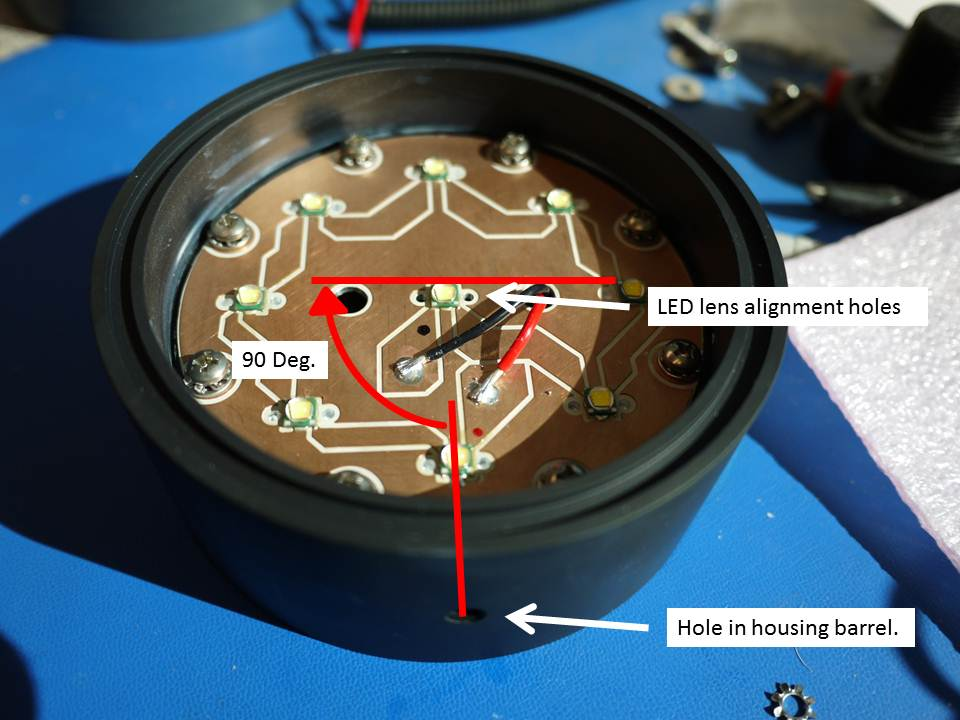 LED lens alignment holes
90 Deg.
Hole in housing barrel.